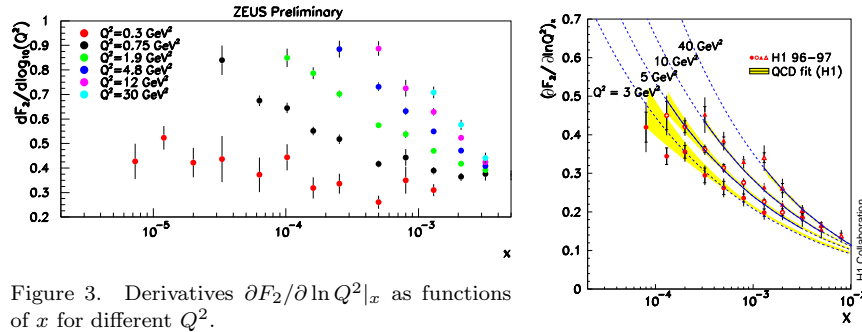 ZEUS Preliminary
dF₂/dlog₁₀(Q²)
1
0.9
0.8
0.7
0.6
0.5
0.4
0.3
0.2
Q²=0.3 GeV²
Q²=0.75 GeV²
Q²=1.9 GeV²
Q²=4.8 GeV²
Q²=12 GeV²
Q²=30 GeV²
10⁻⁵
10⁻⁴
10⁻³
x
Figure 3. Derivatives ∂F₂/∂ ln Q²|ₓ as functions
of x for different Q².
(∂F₂/ ∂lnQ²)ₓ
0.7
0.6
0.5
0.4
0.3
0.2
0.1
0
40 GeV²
10 GeV²
5 GeV²
Q² = 3 GeV²
H1 96-97
QCD fit (H1)
10⁻⁴
10⁻³
10⁻²
X
H1 Collaboration